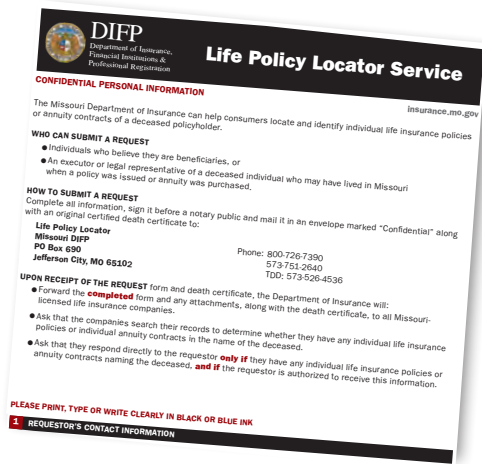 DIFP
Department of Insurance,
Financial Institutions &
Professional Registration
Life Policy Locator Service
CONFIDENTIAL PERSONAL INFORMATION
insurance.mo.gov
The Missouri Department of Insurance can help consumers locate and identify individual life insurance policies
or annuity contracts of a deceased policyholder.
WHO CAN SUBMIT A REQUEST
● Individuals who believe they are beneficiaries, or
● An executor or legal representative of a deceased individual who may have lived in Missouri
when a policy was issued or annuity was purchased.
HOW TO SUBMIT A REQUEST
Complete all information, sign it before a notary public and mail it in an envelope marked “Confidential” along
with an original certified death certificate to:
Life Policy Locator
Missouri DIFP
PO Box 690
Jefferson City, MO 65102
Phone: 800-726-7390
573-751-2640
TDD: 573-526-4536
UPON RECEIPT OF THE REQUEST form and death certificate, the Department of Insurance will:
● Forward the completed form and any attachments, along with the death certificate, to all Missouri-
licensed life insurance companies.
● Ask that the companies search their records to determine whether they have any individual life insurance
policies or individual annuity contracts in the name of the deceased.
● Ask that they respond directly to the requestor only if they have any individual life insurance policies or
annuity contracts naming the deceased, and if the requestor is authorized to receive this information.
PLEASE PRINT, TYPE OR WRITE CLEARLY IN BLACK OR BLUE INK
1 REQUESTOR'S CONTACT INFORMATION